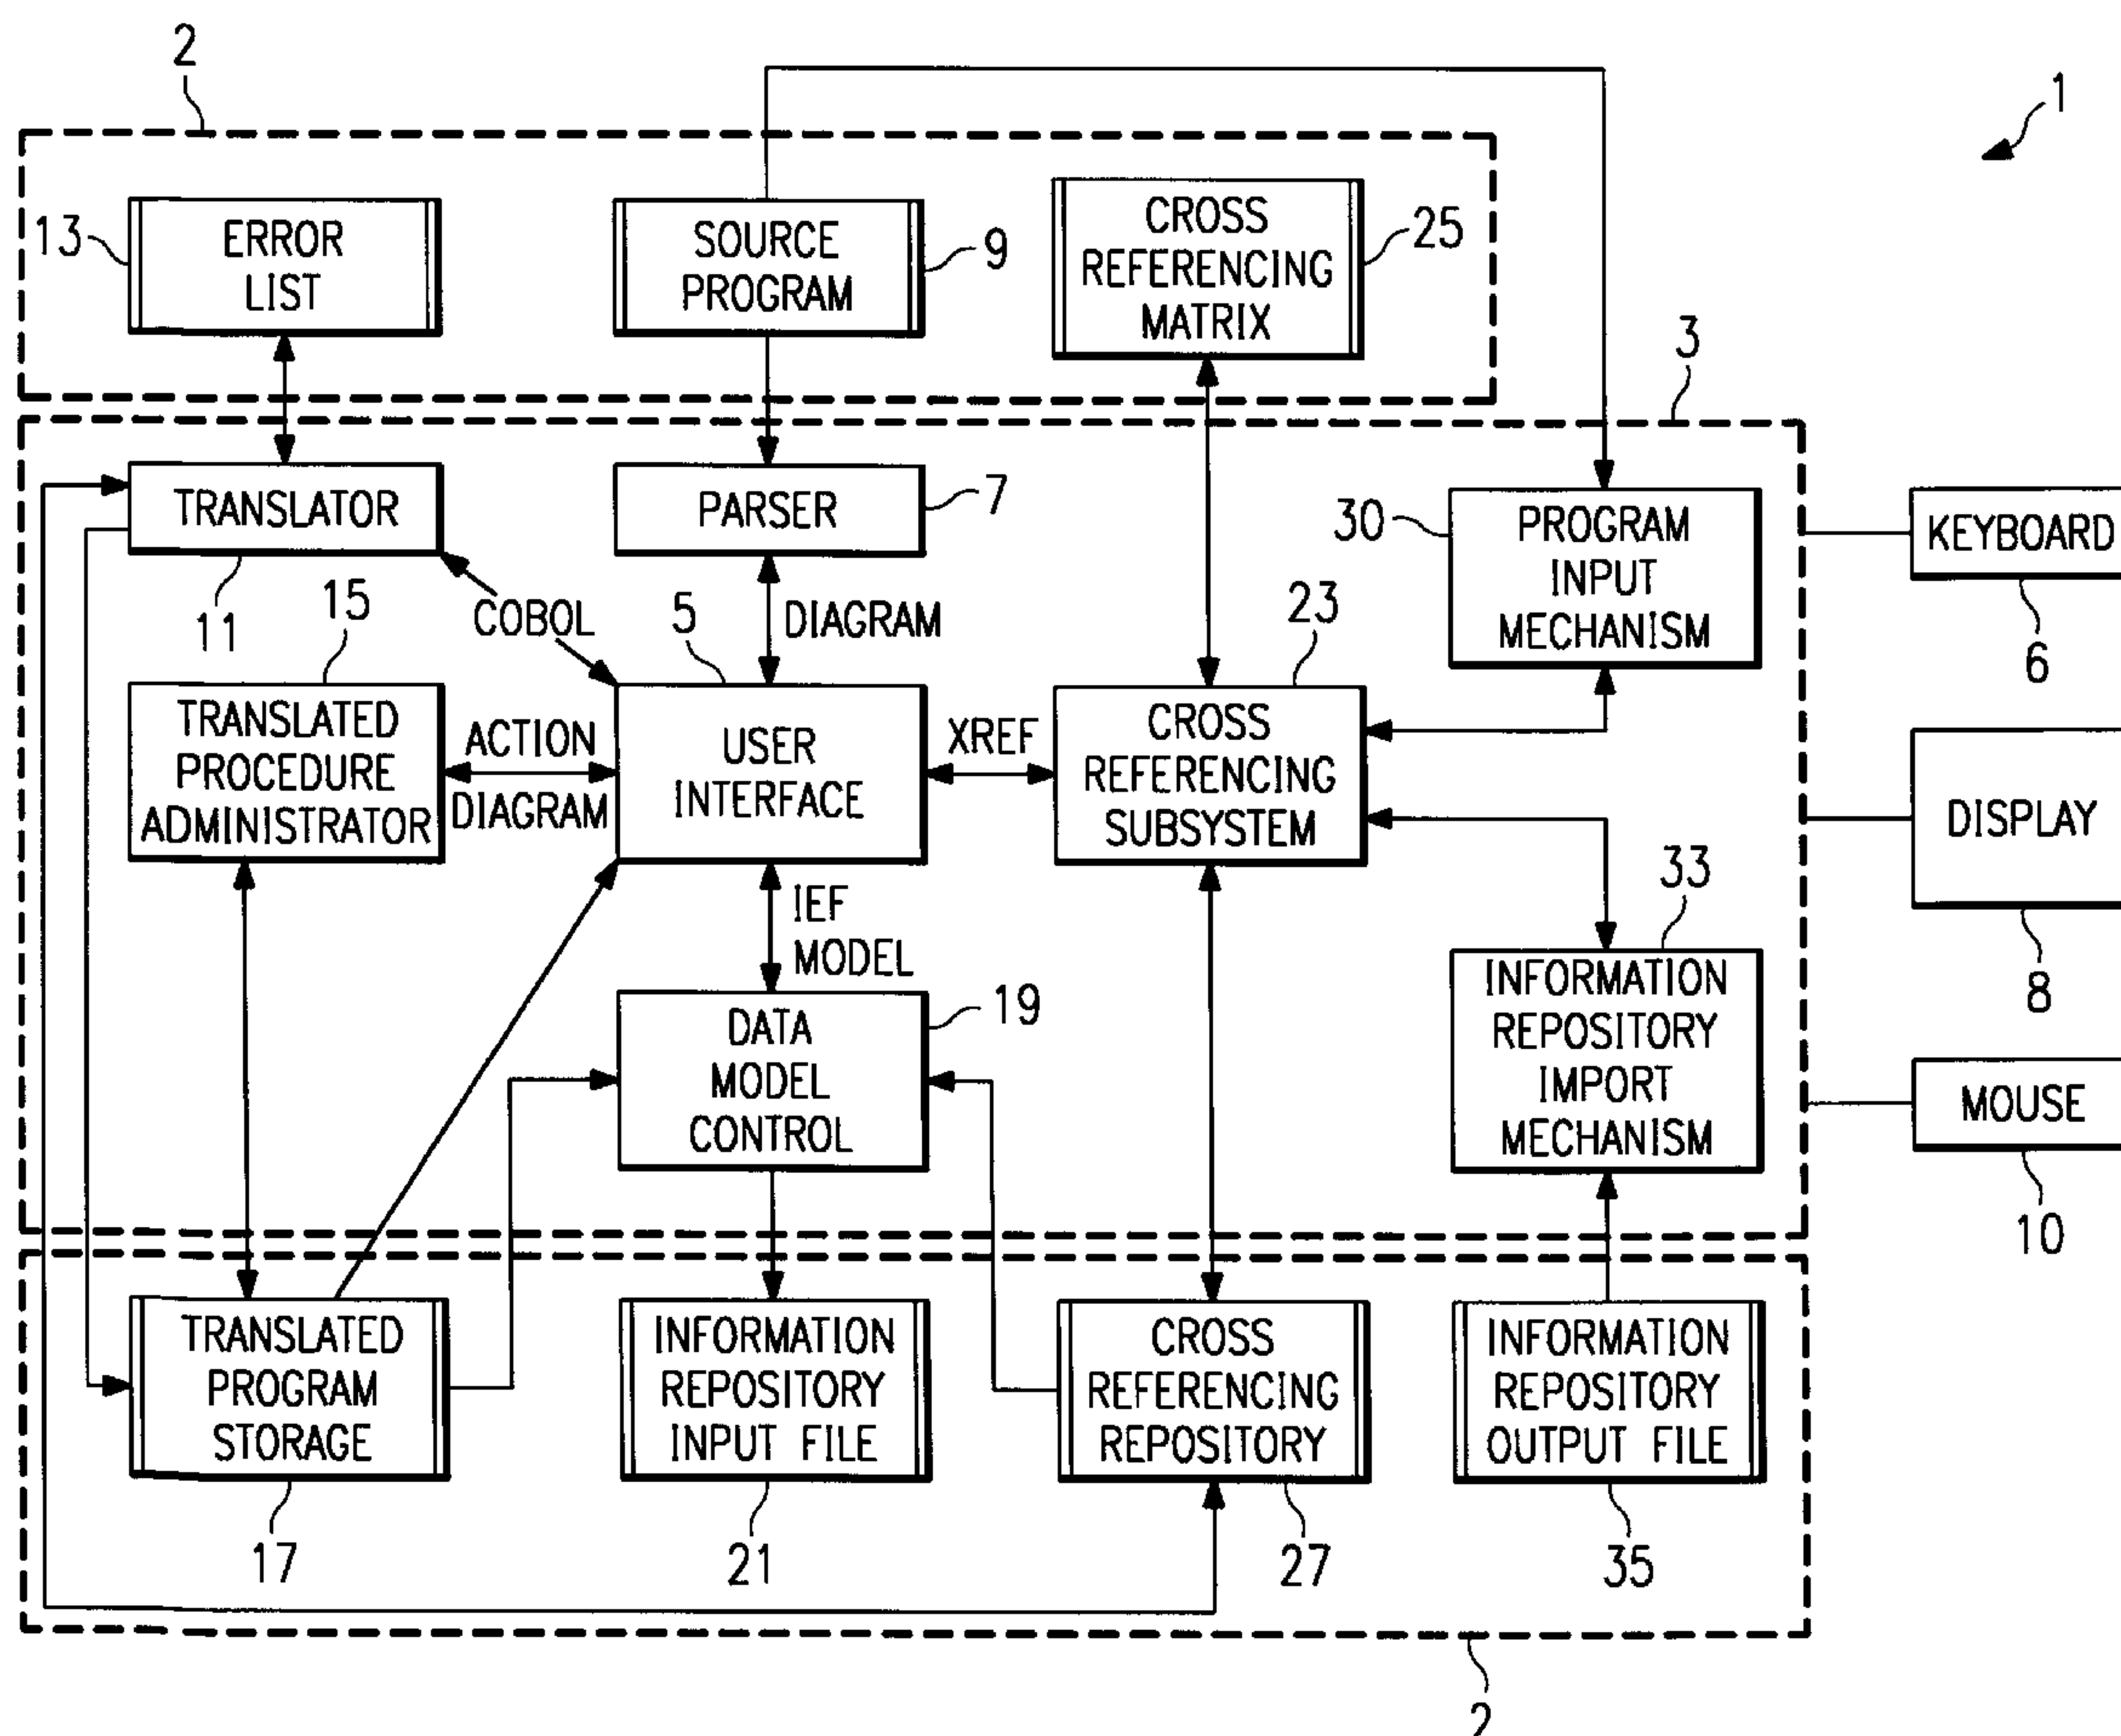 2
1
ERROR
LIST
13
SOURCE
PROGRAM
9
CROSS
REFERENCING
MATRIX
25
3
TRANSLATOR
11
PARSER
7
30
PROGRAM
INPUT
MECHANISM
KEYBOARD
6
COBOL
DIAGRAM
15
TRANSLATED
PROCEDURE
ADMINISTRATOR
ACTION
DIAGRAM
5
USER
INTERFACE
XREF
23
CROSS
REFERENCING
SUBSYSTEM
DISPLAY
8
IEF
MODEL
19
DATA
MODEL
CONTROL
33
INFORMATION
REPOSITORY
IMPORT
MECHANISM
MOUSE
10
TRANSLATED
PROGRAM
STORAGE
17
INFORMATION
REPOSITORY
INPUT FILE
21
CROSS
REFERENCING
REPOSITORY
27
INFORMATION
REPOSITORY
OUTPUT FILE
35
2